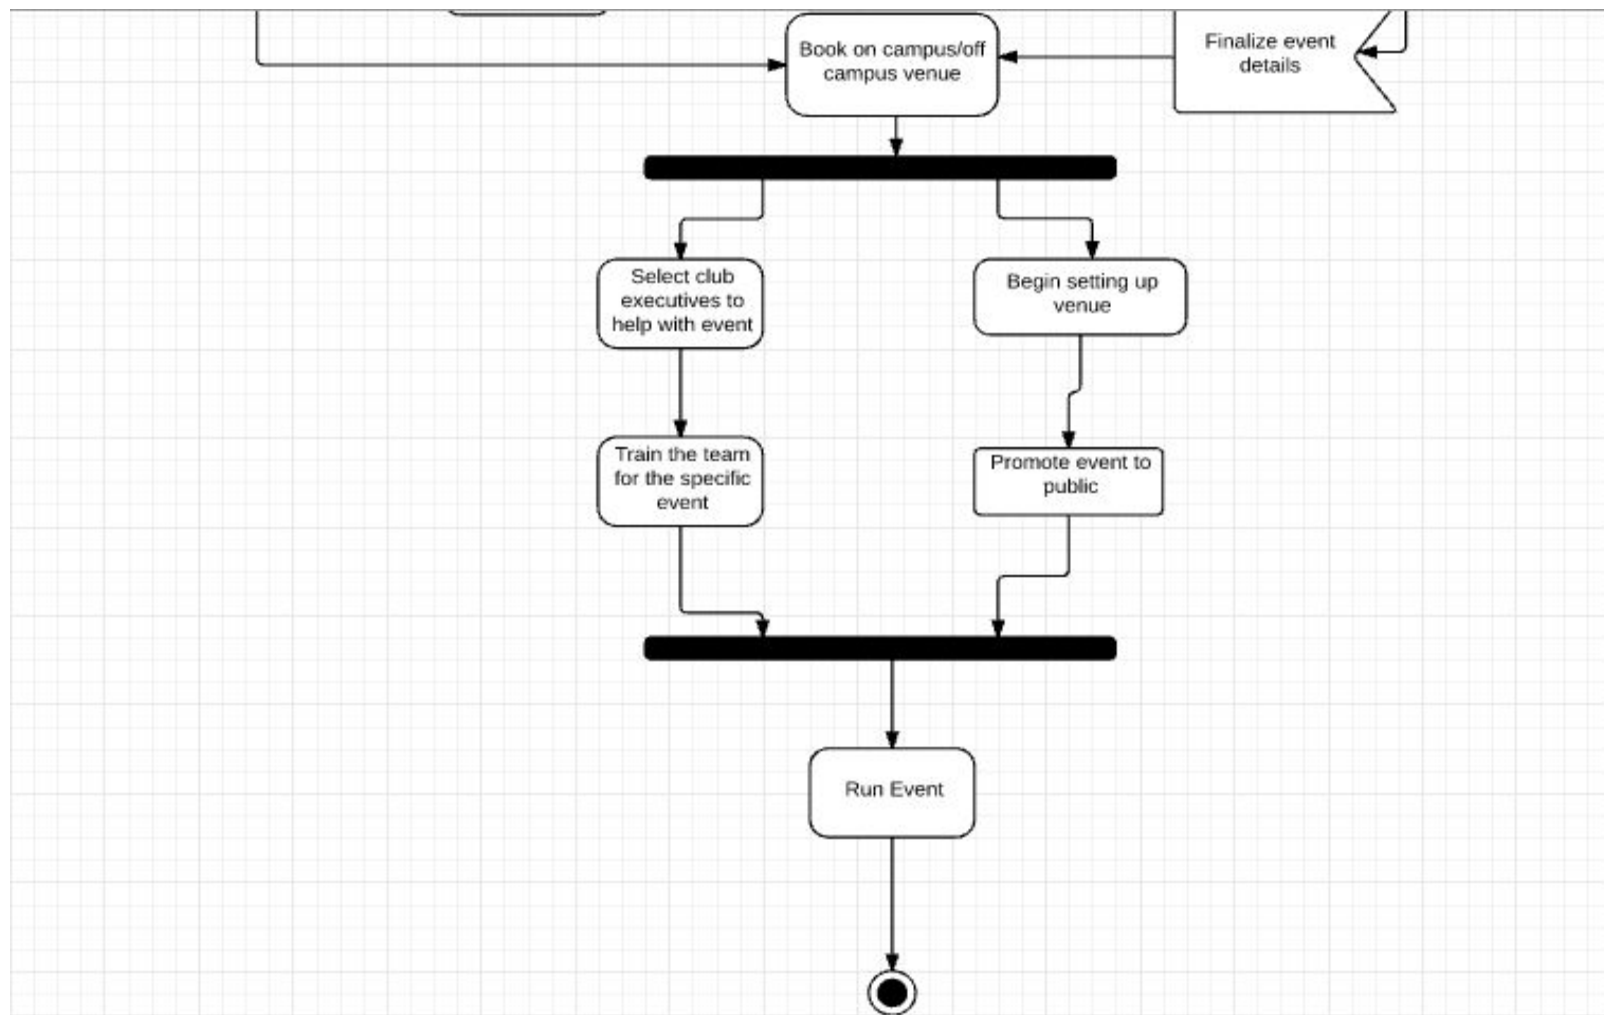 Book on campus/off
campus venue
Finalize event
details
Select club
executives to
help with event
Begin setting up
venue
Train the team
for the specific
event
Promote event to
public
Run Event